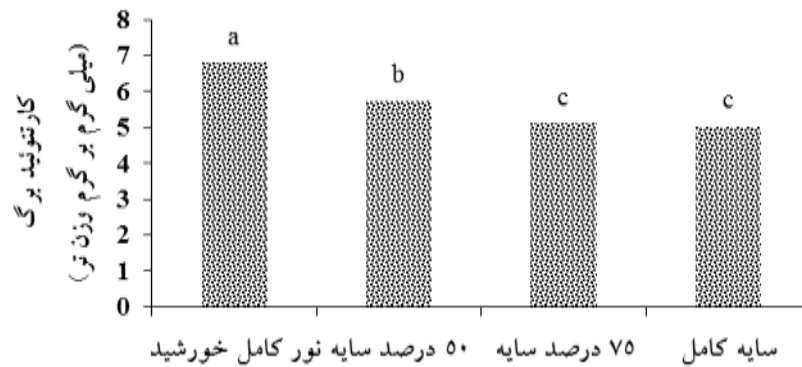 کارتنوئید برگ
(میلی گرم بر گرم وزن تر)
8
7
6
5
4
3
2
1
0
a
b
c
c
نور کامل خورشید
۵۰ درصد سایه
۷۵ درصد سایه
سایه کامل